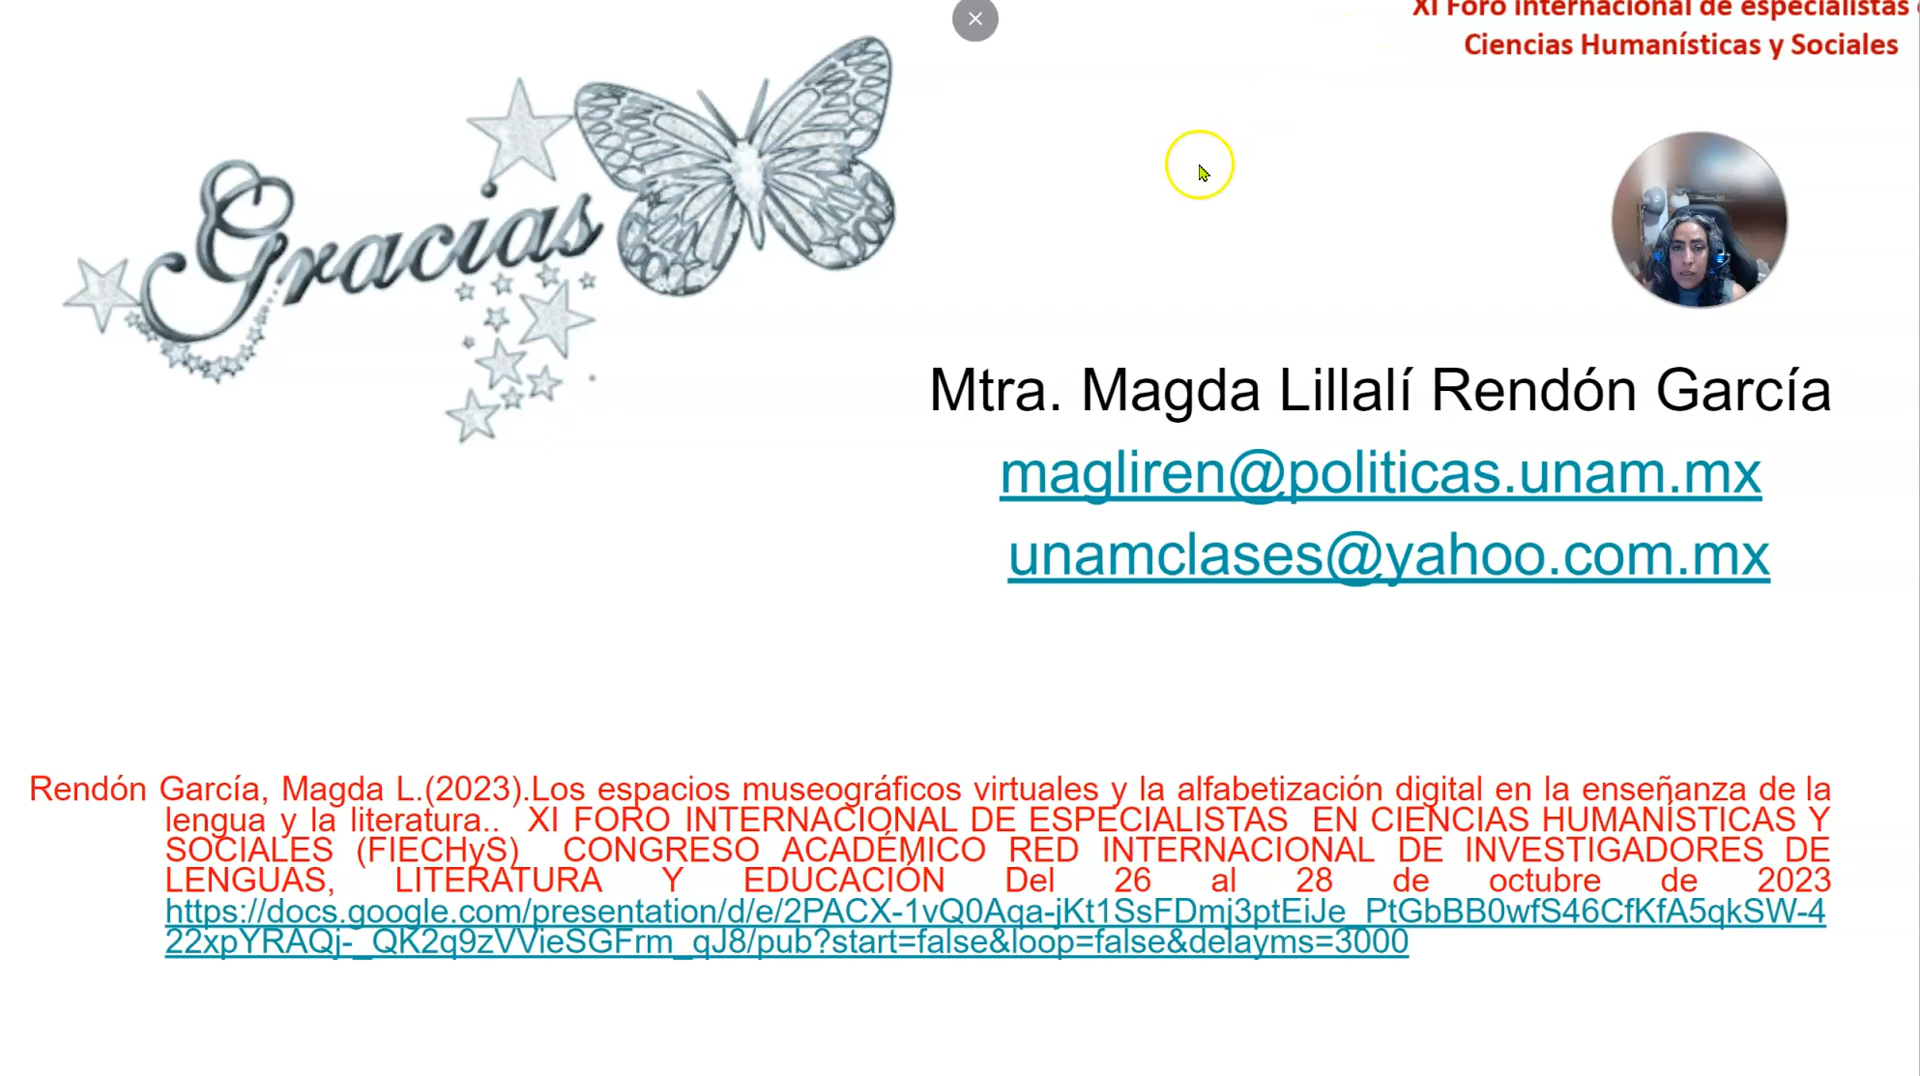 XI Foro internacional de especialistas
Ciencias Humanísticas y Sociales
Gracias
Mtra. Magda Lillalí Rendón García
magliren@politicas.unam.mx
unamclases@yahoo.com.mx
Rendón García, Magda L.(2023).Los espacios museográficos virtuales y la alfabetización digital en la enseñanza de la
lengua y la literatura.. XI FORO INTERNACIONAL DE ESPECIALISTAS EN CIENCIAS HUMANÍSTICAS Y
SOCIALES (FIECHyS) CONGRESO ACADÉMICO RED INTERNACIONAL DE INVESTIGADORES DE
LENGUAS, LITERATURA Y EDUCACIÓN Del 26 al 28 de octubre de 2023
https://docs.google.com/presentation/d/e/2PACX-1vQ0Aqa-jKt1SsFDmj3ptEiJe_PtGbBB0wfS46CfKfA5qkSW-4
22xpYRAQj-_QK2q9zVVieSGFrm_qJ8/pub?start=false&loop=false&delayms=3000